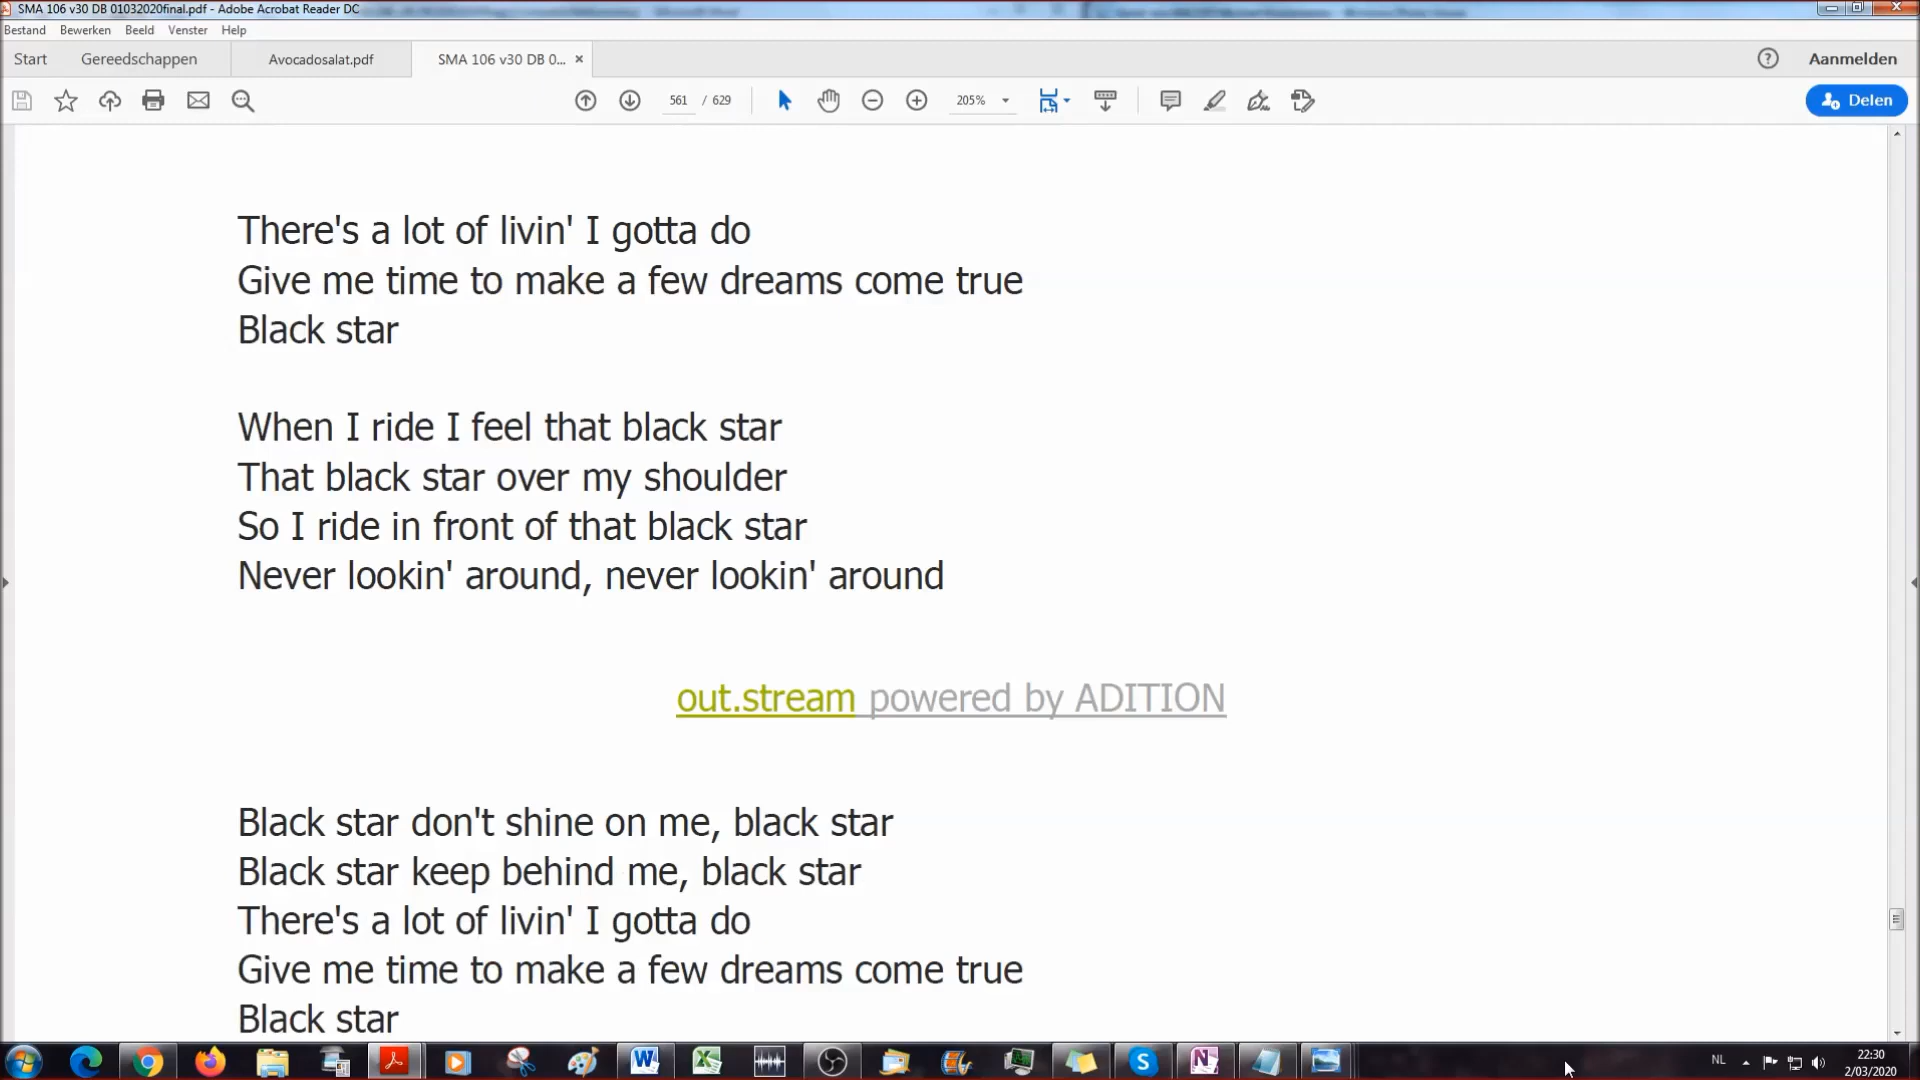 SMA 106 v30 DB 01032020final.pdf - Adobe Acrobat Reader DC
Bestand Bewerken Beeld Venster Help
Start Gereedschappen Avocadosalat.pdf SMA 106 v30 DB 0... × ? Aanmelden
561 / 629 205% Delen
There's a lot of livin' I gotta do
Give me time to make a few dreams come true
Black star
When I ride I feel that black star
That black star over my shoulder
So I ride in front of that black star
Never lookin' around, never lookin' around
out.stream powered by ADITION
Black star don't shine on me, black star
Black star keep behind me, black star
There's a lot of livin' I gotta do
Give me time to make a few dreams come true
Black star
NL 22:30
2/03/2020